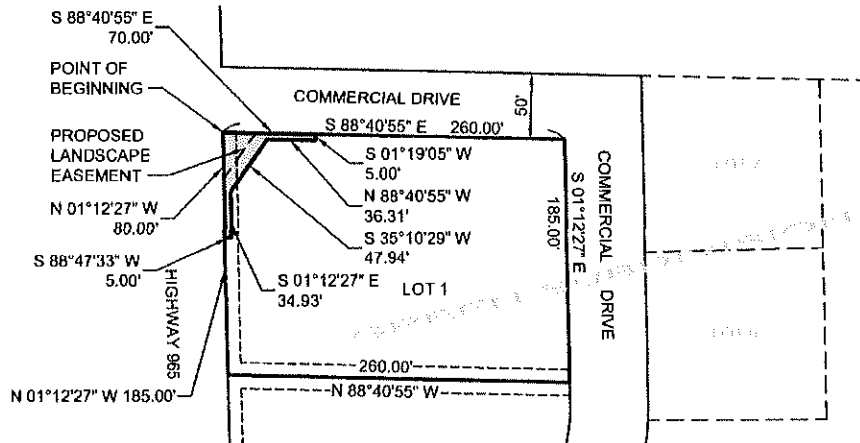 S 88°40'55" E
70.00'
POINT OF
BEGINNING
COMMERCIAL DRIVE
50'
S 88°40'55" E 260.00'
PROPOSED
LANDSCAPE
EASEMENT
S 01°19'05" W
5.00'
N 88°40'55" W
36.31'
N 01°12'27" W
80.00'
S 35°10'29" W
47.94'
S 88°47'33" W
5.00'
S 01°12'27" E
34.93'
LOT 1
185.00'
S 01°12'27" E
COMMERCIAL DRIVE
HIGHWAY 965
260.00'
N 01°12'27" W 185.00'
N 88°40'55" W